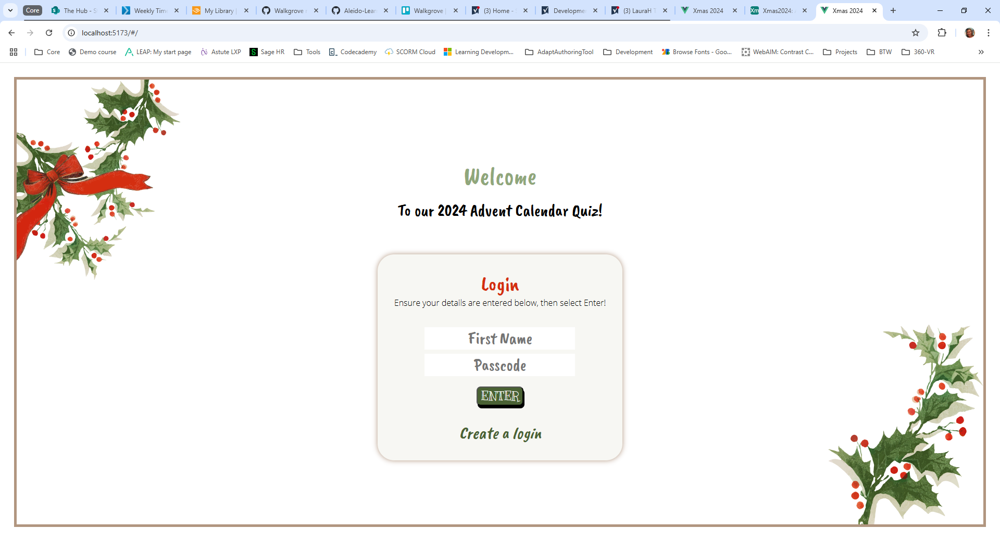 Core
The Hub - S
Weekly Time
My Library |
Walkgrove
Aleido-Lear
Walkgrove |
(3) Home -
Developme
(3) LauraH T
Xmas 2024
Xmas2024:
Xmas 2024
localhost:5173/#/
Core
Demo course
LEAP: My start page
Astute LXP
Sage HR
Tools
Codecademy
SCORM Cloud
Learning Developm...
AdaptAuthoringTool
Development
Browse Fonts - Goo...
WebAIM: Contrast C...
Projects
BTW
360-VR
Welcome
To our 2024 Advent Calendar Quiz!
Login
Ensure your details are entered below, then select Enter!
First Name
Passcode
ENTER
Create a login